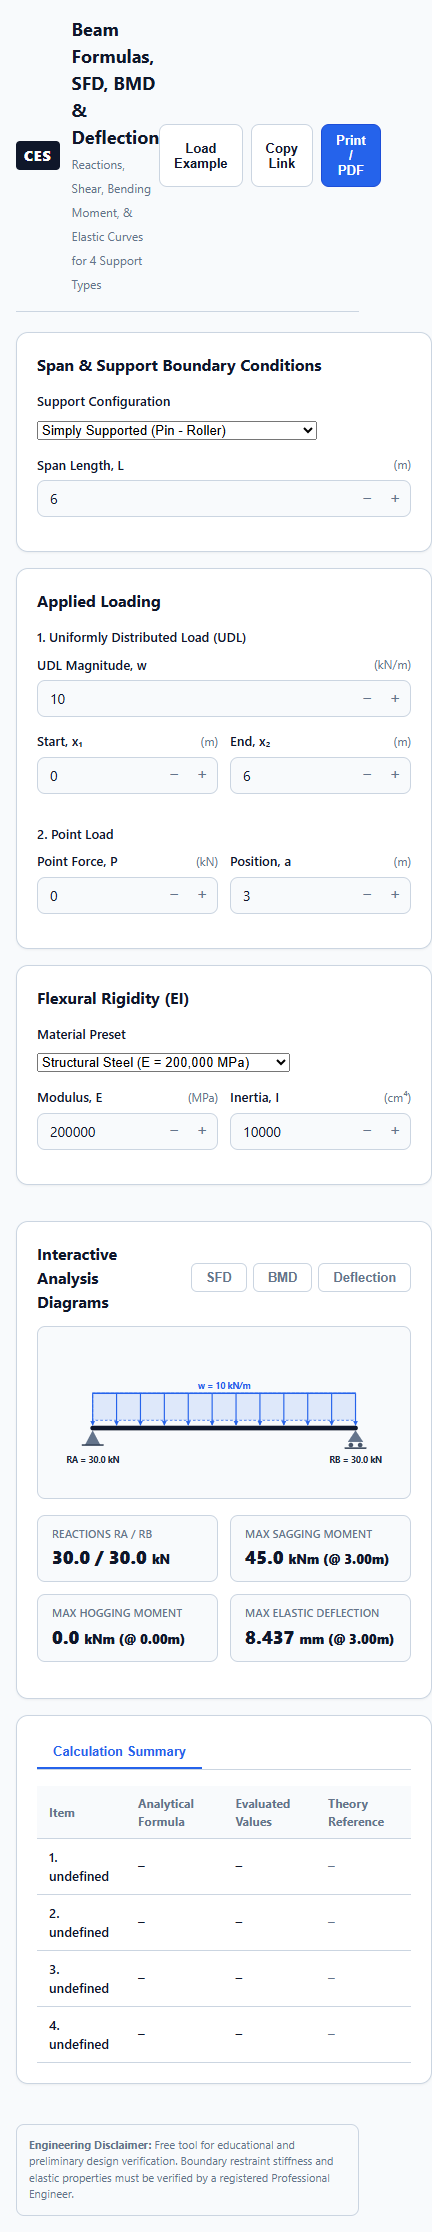 CES
Beam
Formulas,
SFD, BMD
&
Deflection
Reactions,
Shear, Bending
Moment, &
Elastic Curves
for 4 Support
Types
Load
Example
Copy
Link
Print
/
PDF
Span & Support Boundary Conditions
Support Configuration
Simply Supported (Pin - Roller)
Span Length, L (m)
6 − +
Applied Loading
1. Uniformly Distributed Load (UDL)
UDL Magnitude, w (kN/m)
10 − +
Start, x₁ (m) End, x₂ (m)
0 − + 6 − +
2. Point Load
Point Force, P (kN) Position, a (m)
0 − + 3 − +
Flexural Rigidity (EI)
Material Preset
Structural Steel (E = 200,000 MPa)
Modulus, E (MPa) Inertia, I (cm⁴)
200000 − + 10000 − +
Interactive
Analysis
Diagrams
SFD BMD Deflection
w = 10 kN/m
RA = 30.0 kN RB = 30.0 kN
REACTIONS RA / RB
30.0 / 30.0 kN
MAX SAGGING MOMENT
45.0 kNm (@ 3.00m)
MAX HOGGING MOMENT
0.0 kNm (@ 0.00m)
MAX ELASTIC DEFLECTION
8.437 mm (@ 3.00m)
Calculation Summary
Item
Analytical
Formula
Evaluated
Values
Theory
Reference
1.
undefined
– – –
2.
undefined
– – –
3.
undefined
– – –
4.
undefined
– – –
Engineering Disclaimer: Free tool for educational and
preliminary design verification. Boundary restraint stiffness and
elastic properties must be verified by a registered Professional
Engineer.